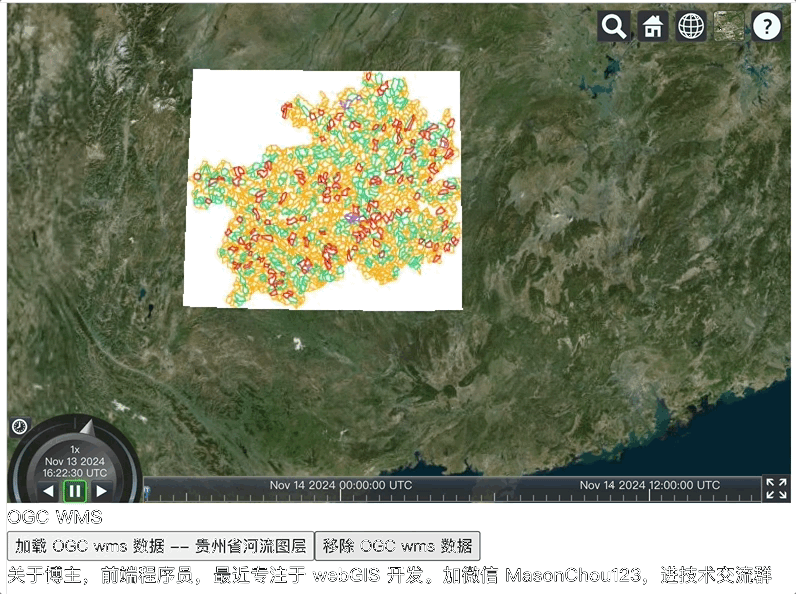 ?
1x
Nov 13 2024
16:22:30 UTC
Nov 14 2024 00:00:00 UTC
Nov 14 2024 12:00:00 UTC
OGC WMS
加载 OGC wms 数据 -- 贵州省河流图层
移除 OGC wms 数据
关于博主，前端程序员，最近专注于 webGIS 开发。加微信 MasonChou123，进技术交流群